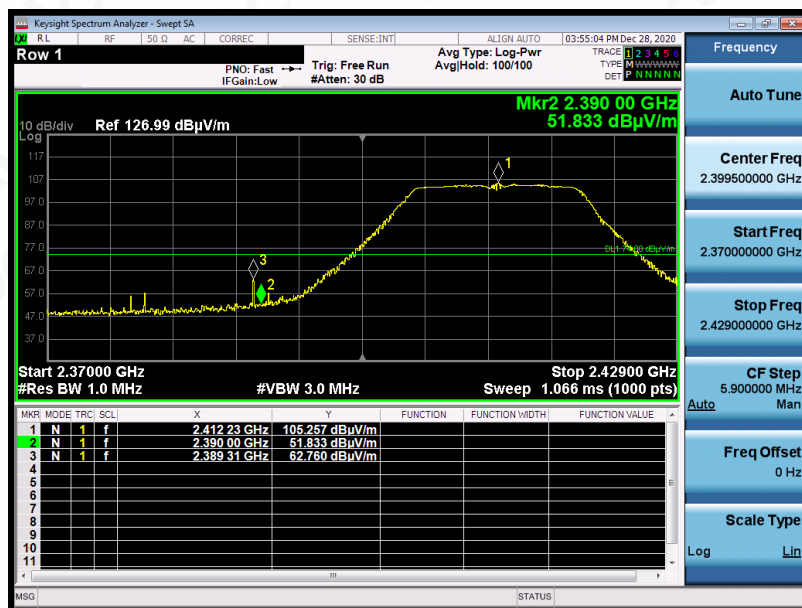 Keysight Spectrum Analyzer - Swept SA
RL RF 50 Ω AC CORREC SENSE:INT ALIGN AUTO 03:55:04 PM Dec 28, 2020
Row 1
PNO: Fast
IFGain:Low
Trig: Free Run
#Atten: 30 dB
Avg Type: Log-Pwr
Avg|Hold: 100/100
TRACE 1 2 3 4 5 6
TYPE M W W W W W
DET P N N N N N
Mkr2 2.390 00 GHz
51.833 dBµV/m
10 dB/div Ref 126.99 dBµV/m
Log
117
107
97.0
87.0
77.0
67.0
57.0
47.0
37.0
1
3
2
Start 2.37000 GHz Stop 2.42900 GHz
#Res BW 1.0 MHz #VBW 3.0 MHz Sweep 1.066 ms (1000 pts)
MKR MODE TRC SCL X Y FUNCTION FUNCTION WIDTH FUNCTION VALUE
1 N 1 f 2.412 23 GHz 105.257 dBµV/m
2 N 1 f 2.390 00 GHz 51.833 dBµV/m
3 N 1 f 2.389 31 GHz 62.760 dBµV/m
4
5
6
7
8
9
10
11
MSG STATUS
Frequency
Auto Tune
Center Freq
2.399500000 GHz
Start Freq
2.370000000 GHz
Stop Freq
2.429000000 GHz
CF Step
5.900000 MHz
Auto Man
Freq Offset
0 Hz
Scale Type
Log Lin